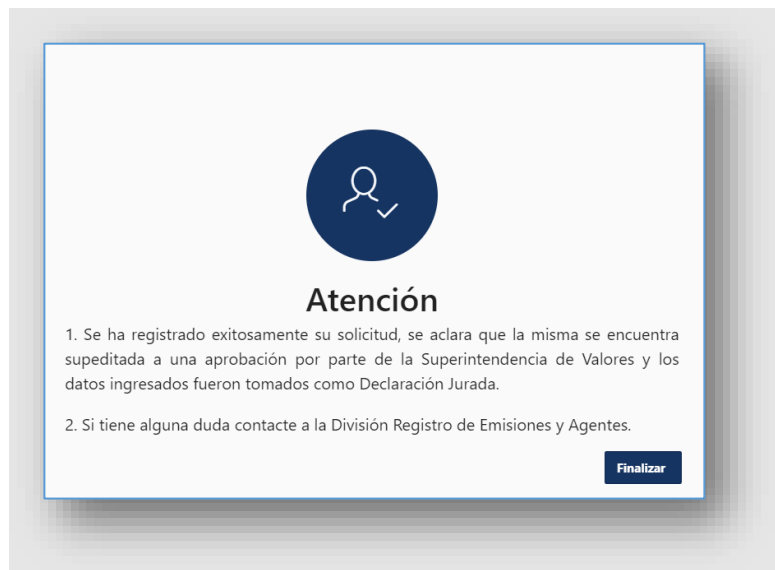 Atención
1. Se ha registrado exitosamente su solicitud, se aclara que la misma se encuentra
supeditada a una aprobación por parte de la Superintendencia de Valores y los
datos ingresados fueron tomados como Declaración Jurada.
2. Si tiene alguna duda contacte a la División Registro de Emisiones y Agentes.
Finalizar